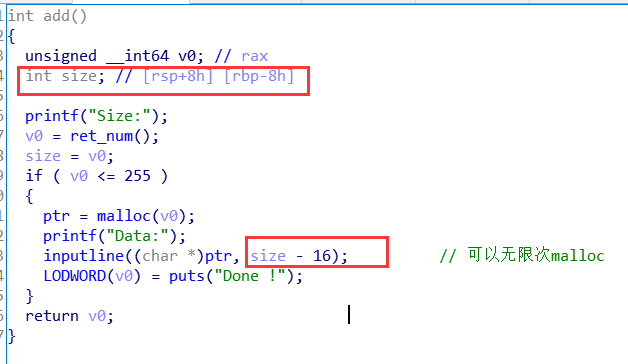 int add()
{
unsigned __int64 v0; // rax
int size; // [rsp+8h] [rbp-8h]
printf("Size:");
v0 = ret_num();
size = v0;
if ( v0 <= 255 )
{
ptr = malloc(v0);
printf("Data:");
inputline((char *)ptr, size - 16); // 可以无限次malloc
LODWORD(v0) = puts("Done !");
}
return v0;
}